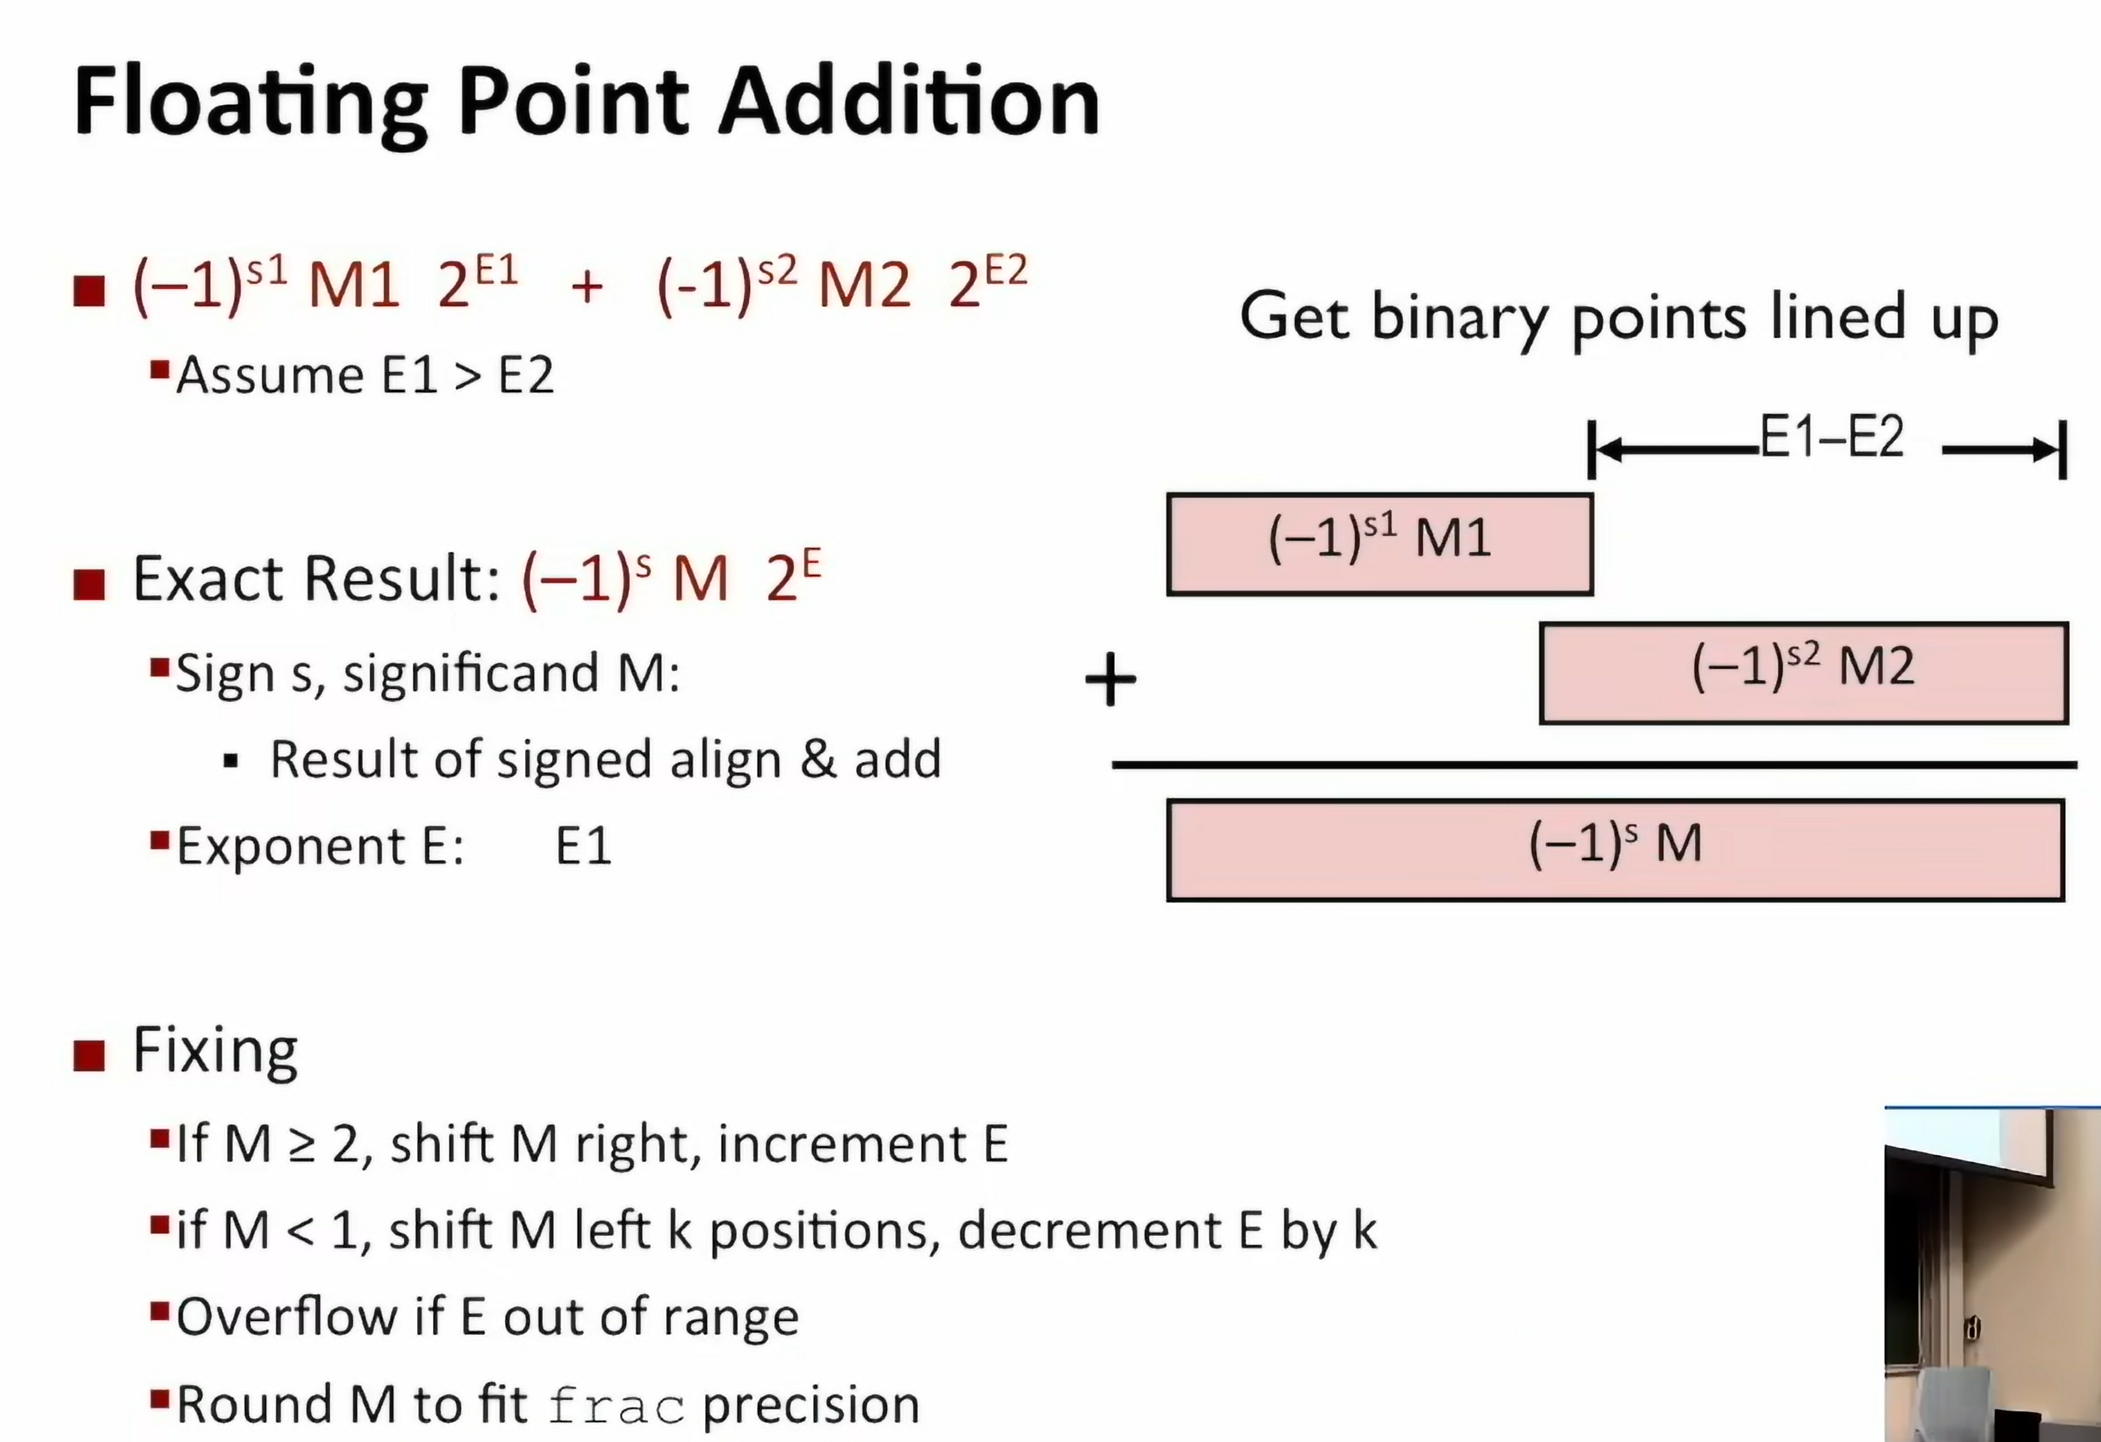 Floating Point Addition
(–1)^s1 M1 2^E1 + (-1)^s2 M2 2^E2
Assume E1 > E2
Exact Result: (–1)^s M 2^E
Sign s, significand M:
Result of signed align & add
Exponent E: E1
Get binary points lined up
E1–E2
(–1)^s1 M1
+
(–1)^s2 M2
(–1)^s M
Fixing
If M ≥ 2, shift M right, increment E
if M < 1, shift M left k positions, decrement E by k
Overflow if E out of range
Round M to fit frac precision